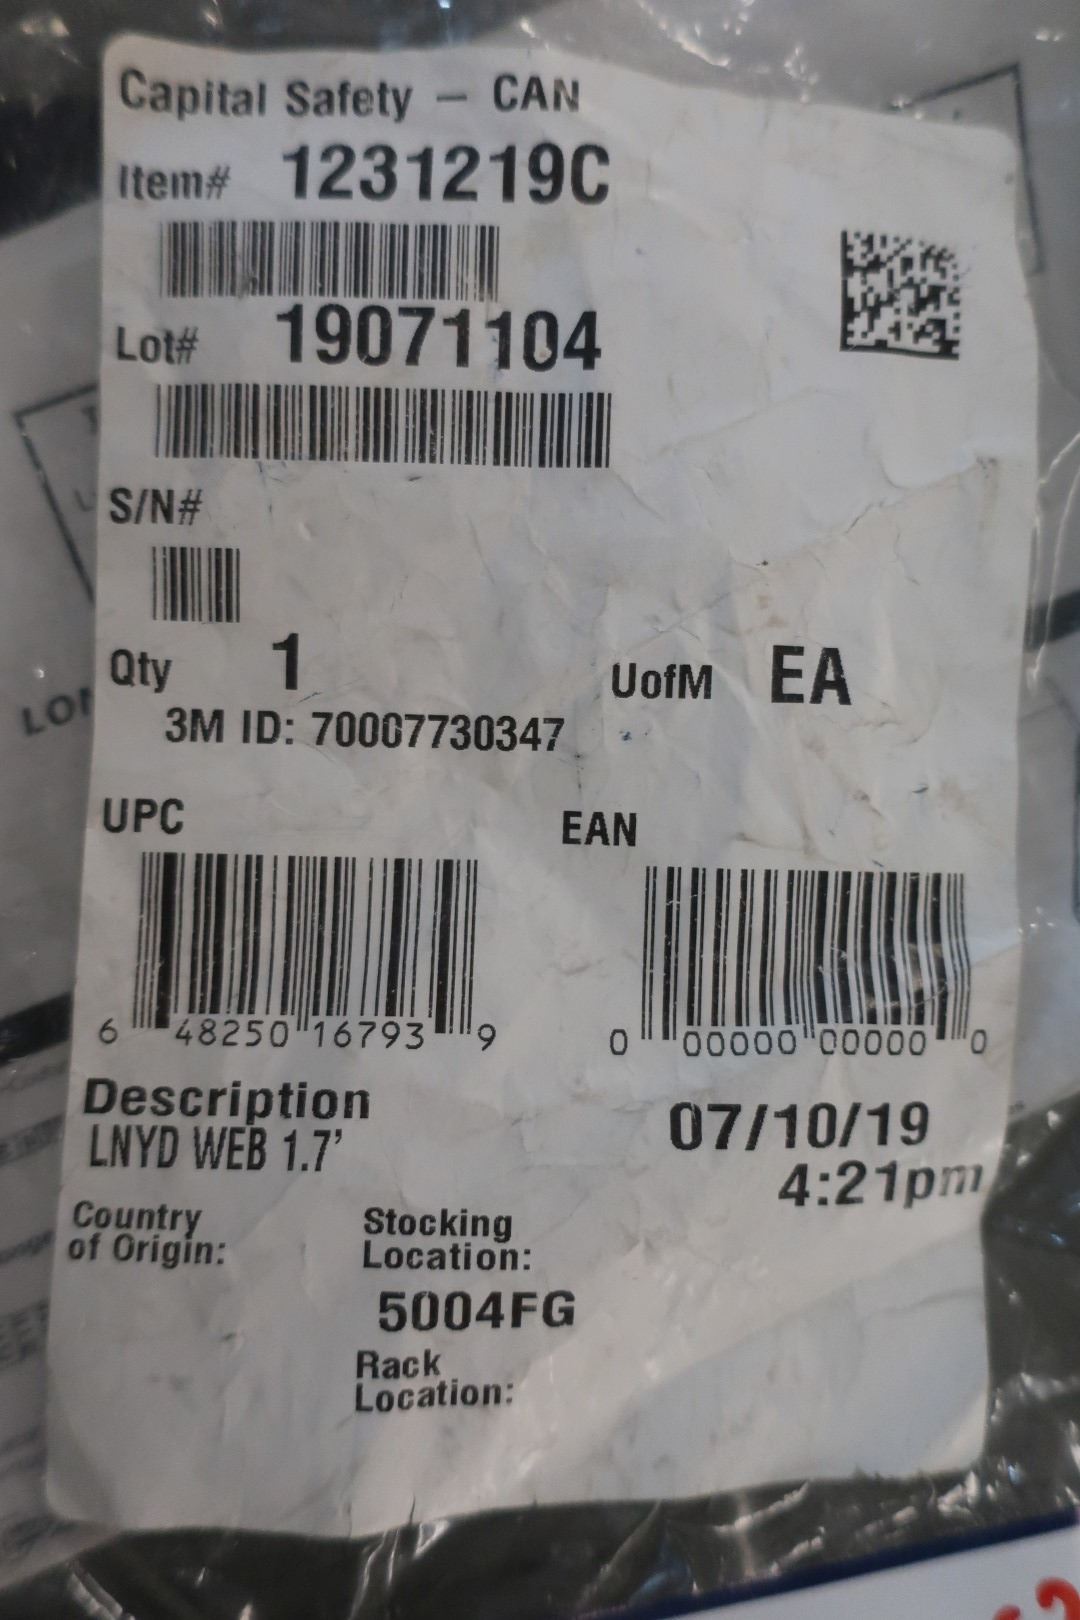 Capital Safety – CAN
Item# 1231219C
Lot# 19071104
S/N#
Qty 1 UofM EA
3M ID: 70007730347
UPC EAN
6 48250 16793 9 0 00000 00000 0
Description
LNYD WEB 1.7'
07/10/19
4:21pm
Country
of Origin:
Stocking
Location:
5004FG
Rack
Location: